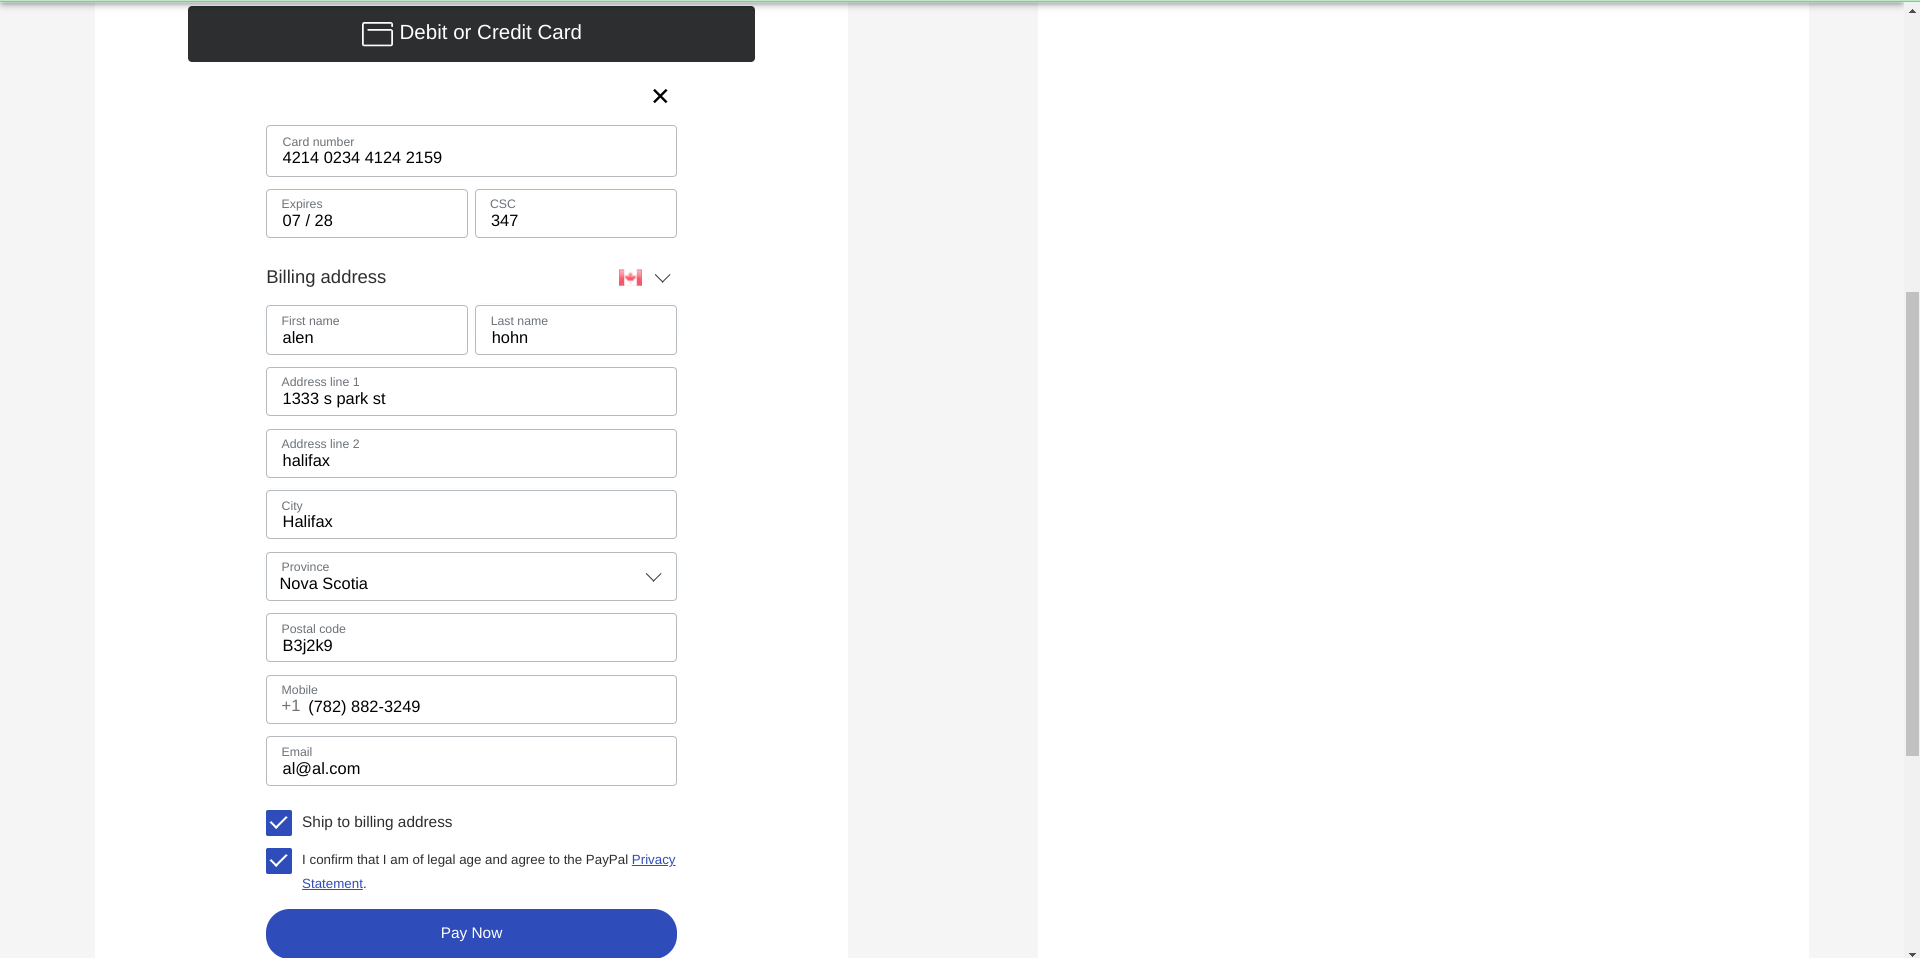 Debit or Credit Card
Card number
4214 0234 4124 2159
Expires
07 / 28
CSC
347
Billing address
First name
alen
Last name
hohn
Address line 1
1333 s park st
Address line 2
halifax
City
Halifax
Province
Nova Scotia
Postal code
B3j2k9
Mobile
+1 (782) 882-3249
Email
al@al.com
Ship to billing address
I confirm that I am of legal age and agree to the PayPal Privacy
Statement.
Pay Now